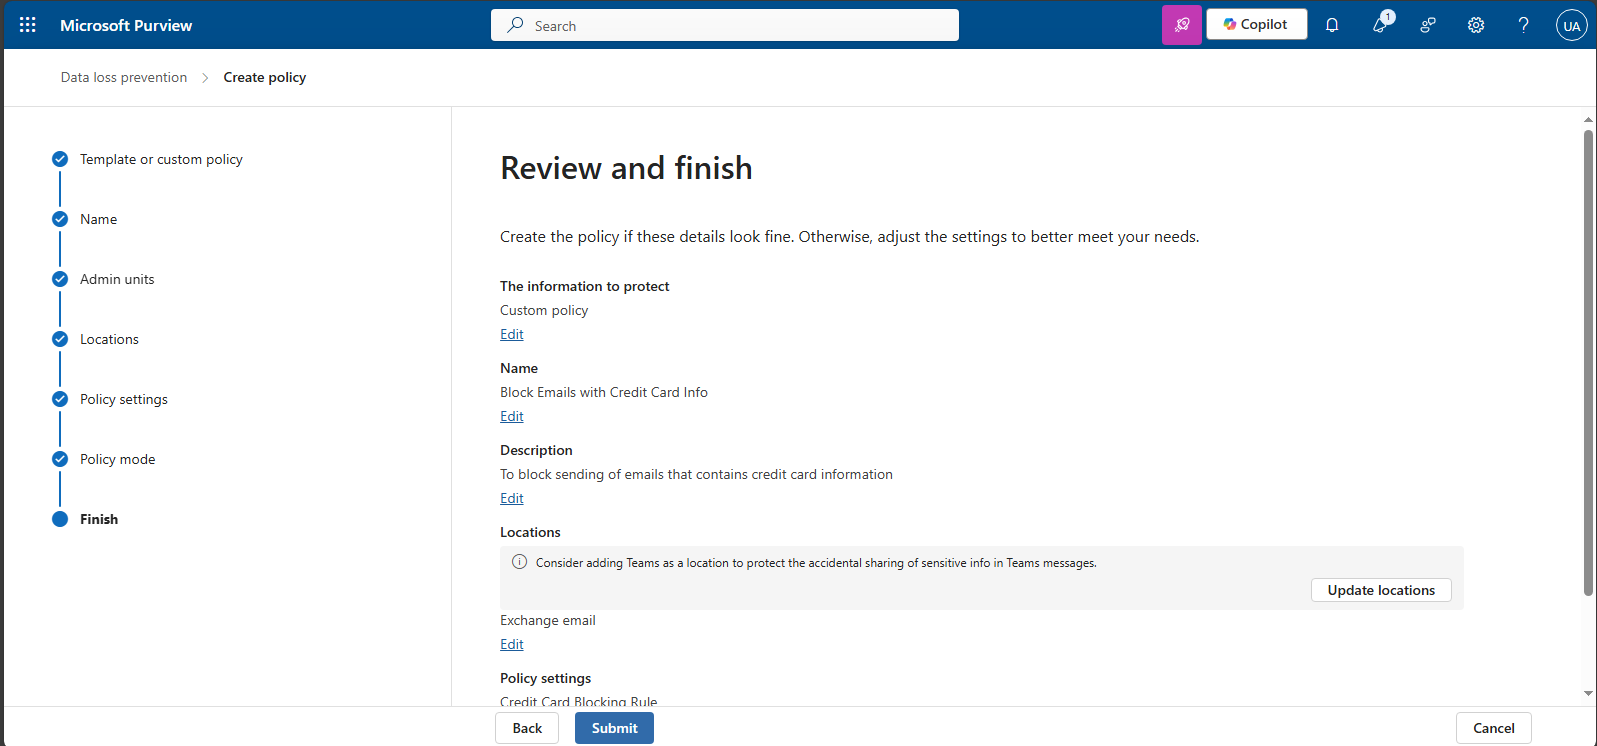 Microsoft Purview
Search
Copilot
1
?
UA
Data loss prevention > Create policy
Template or custom policy
Name
Admin units
Locations
Policy settings
Policy mode
Finish
Review and finish
Create the policy if these details look fine. Otherwise, adjust the settings to better meet your needs.
The information to protect
Custom policy
Edit
Name
Block Emails with Credit Card Info
Edit
Description
To block sending of emails that contains credit card information
Edit
Locations
Consider adding Teams as a location to protect the accidental sharing of sensitive info in Teams messages.
Update locations
Exchange email
Edit
Policy settings
Credit Card Blocking Rule
Back
Submit
Cancel